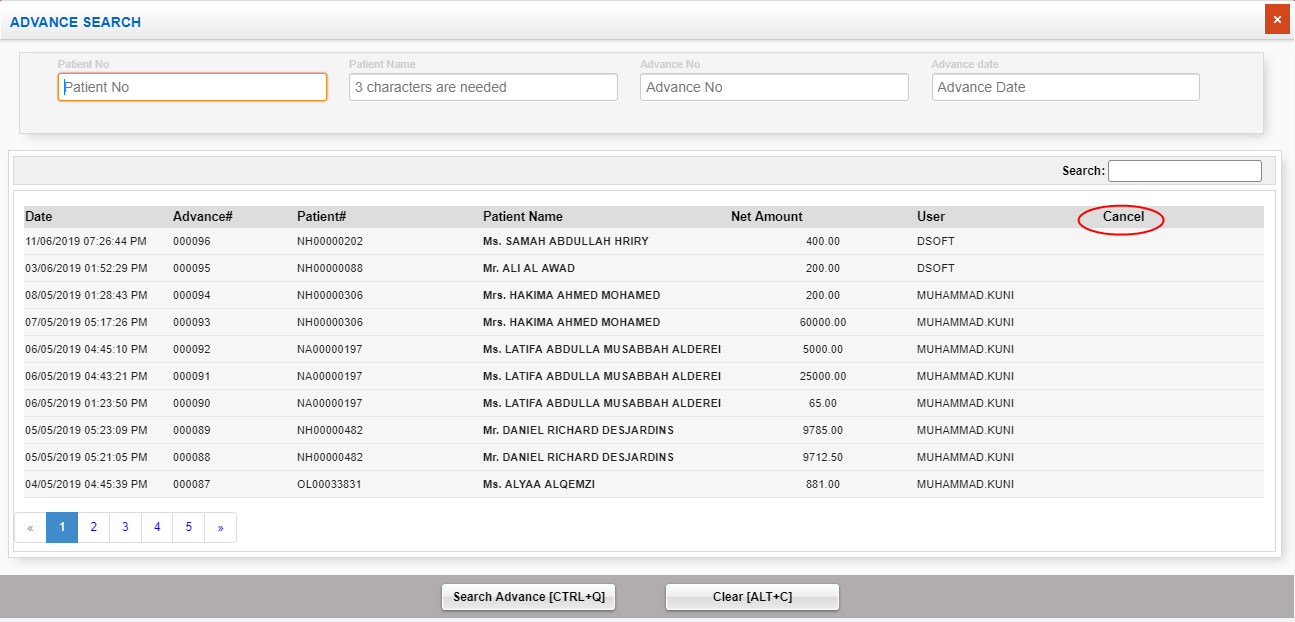 ADVANCE SEARCH ×
Patient No Patient Name Advance No Advance date
Patient No 3 characters are needed Advance No Advance Date
Search:
Date Advance# Patient# Patient Name Net Amount User Cancel
11/06/2019 07:26:44 PM 000096 NH00000202 Ms. SAMAH ABDULLAH HRIRY 400.00 DSOFT
03/06/2019 01:52:29 PM 000095 NH00000088 Mr. ALI AL AWAD 200.00 DSOFT
08/05/2019 01:28:43 PM 000094 NH00000306 Mrs. HAKIMA AHMED MOHAMED 200.00 MUHAMMAD.KUNI
07/05/2019 05:17:26 PM 000093 NH00000306 Mrs. HAKIMA AHMED MOHAMED 60000.00 MUHAMMAD.KUNI
06/05/2019 04:45:10 PM 000092 NA00000197 Ms. LATIFA ABDULLA MUSABBAH ALDEREI 5000.00 MUHAMMAD.KUNI
06/05/2019 04:43:21 PM 000091 NA00000197 Ms. LATIFA ABDULLA MUSABBAH ALDEREI 25000.00 MUHAMMAD.KUNI
06/05/2019 01:23:50 PM 000090 NA00000197 Ms. LATIFA ABDULLA MUSABBAH ALDEREI 65.00 MUHAMMAD.KUNI
05/05/2019 05:23:09 PM 000089 NH00000482 Mr. DANIEL RICHARD DESJARDINS 9785.00 MUHAMMAD.KUNI
05/05/2019 05:21:05 PM 000088 NH00000482 Mr. DANIEL RICHARD DESJARDINS 9712.50 MUHAMMAD.KUNI
04/05/2019 04:45:39 PM 000087 OL00033831 Ms. ALYAA ALQEMZI 881.00 MUHAMMAD.KUNI
« 1 2 3 4 5 »
Search Advance [CTRL+Q] Clear [ALT+C]